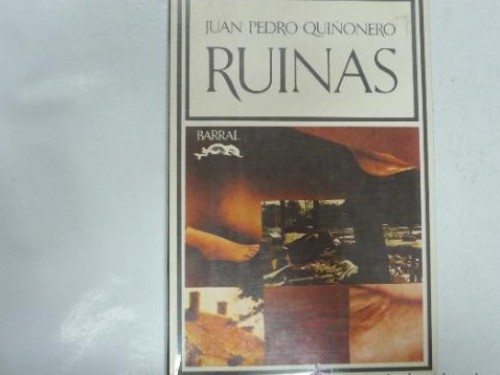 JUAN PEDRO QUIÑONERO
RUINAS
BARRAL